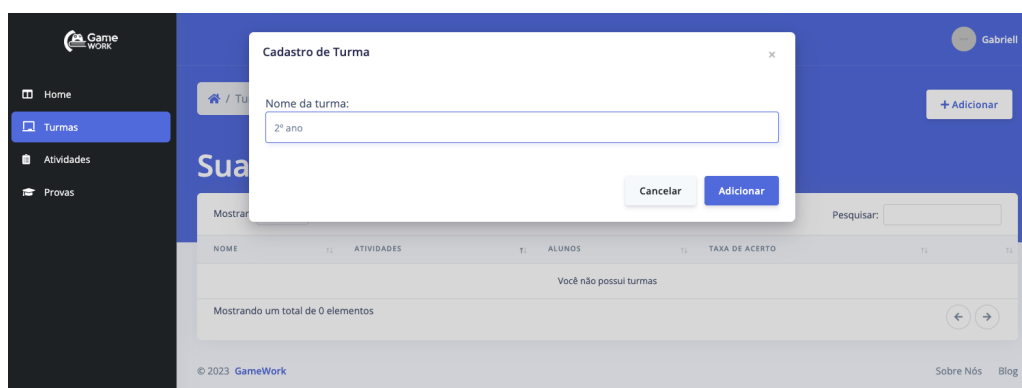 Game
WORK
Gabriell
Cadastro de Turma
×
Home
/ Tu
Nome da turma:
+ Adicionar
2º ano
Turmas
Atividades
Sua
Provas
Cancelar
Adicionar
Mostrar
Pesquisar:
NOME ATIVIDADES ALUNOS TAXA DE ACERTO
Você não possui turmas
Mostrando um total de 0 elementos
© 2023 GameWork
Sobre Nós Blog